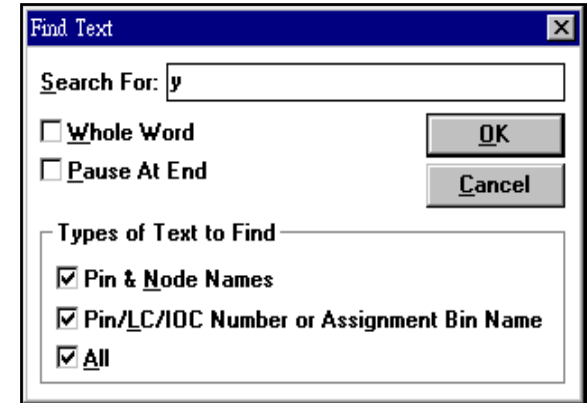 Find Text
Search For: y
Whole Word
OK
Pause At End
Cancel
Types of Text to Find
Pin & Node Names
Pin/LC/IOC Number or Assignment Bin Name
All